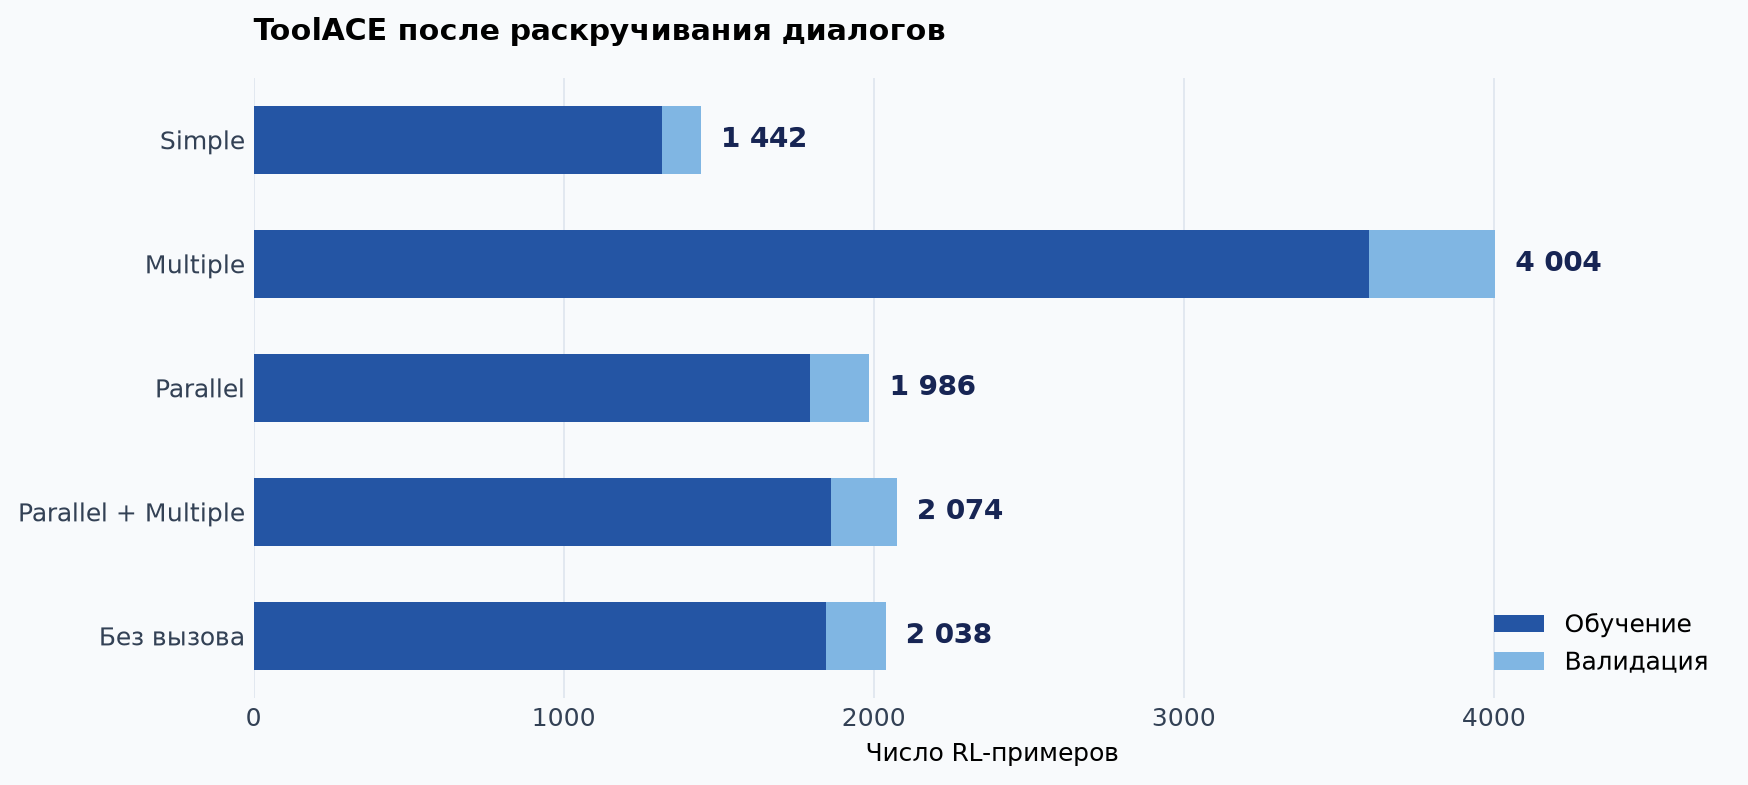 ToolACE после раскручивания диалогов
Simple
1 442
Multiple
4 004
Parallel
1 986
Parallel + Multiple
2 074
Без вызова
2 038
Обучение
Валидация
0 1000 2000 3000 4000
Число RL-примеров